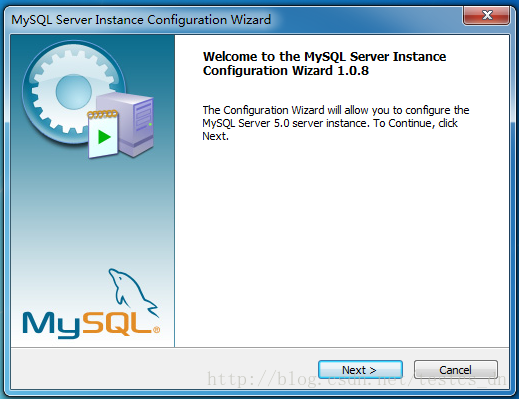 MySQL Server Instance Configuration Wizard
Welcome to the MySQL Server Instance
Configuration Wizard 1.0.8
The Configuration Wizard will allow you to configure the
MySQL Server 5.0 server instance. To Continue, click
Next.
MySQL®
Next >
Cancel
http://blog.csdn.net/testcs_dn